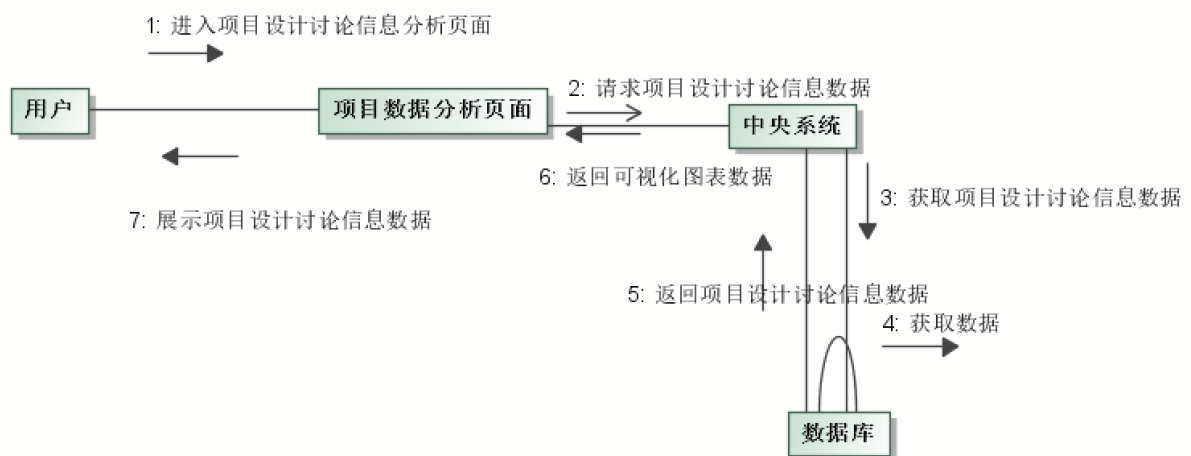 1: 进入项目设计讨论信息分析页面
用户
项目数据分析页面
2: 请求项目设计讨论信息数据
中央系统
6: 返回可视化图表数据
3: 获取项目设计讨论信息数据
7: 展示项目设计讨论信息数据
5: 返回项目设计讨论信息数据
4: 获取数据
数据库